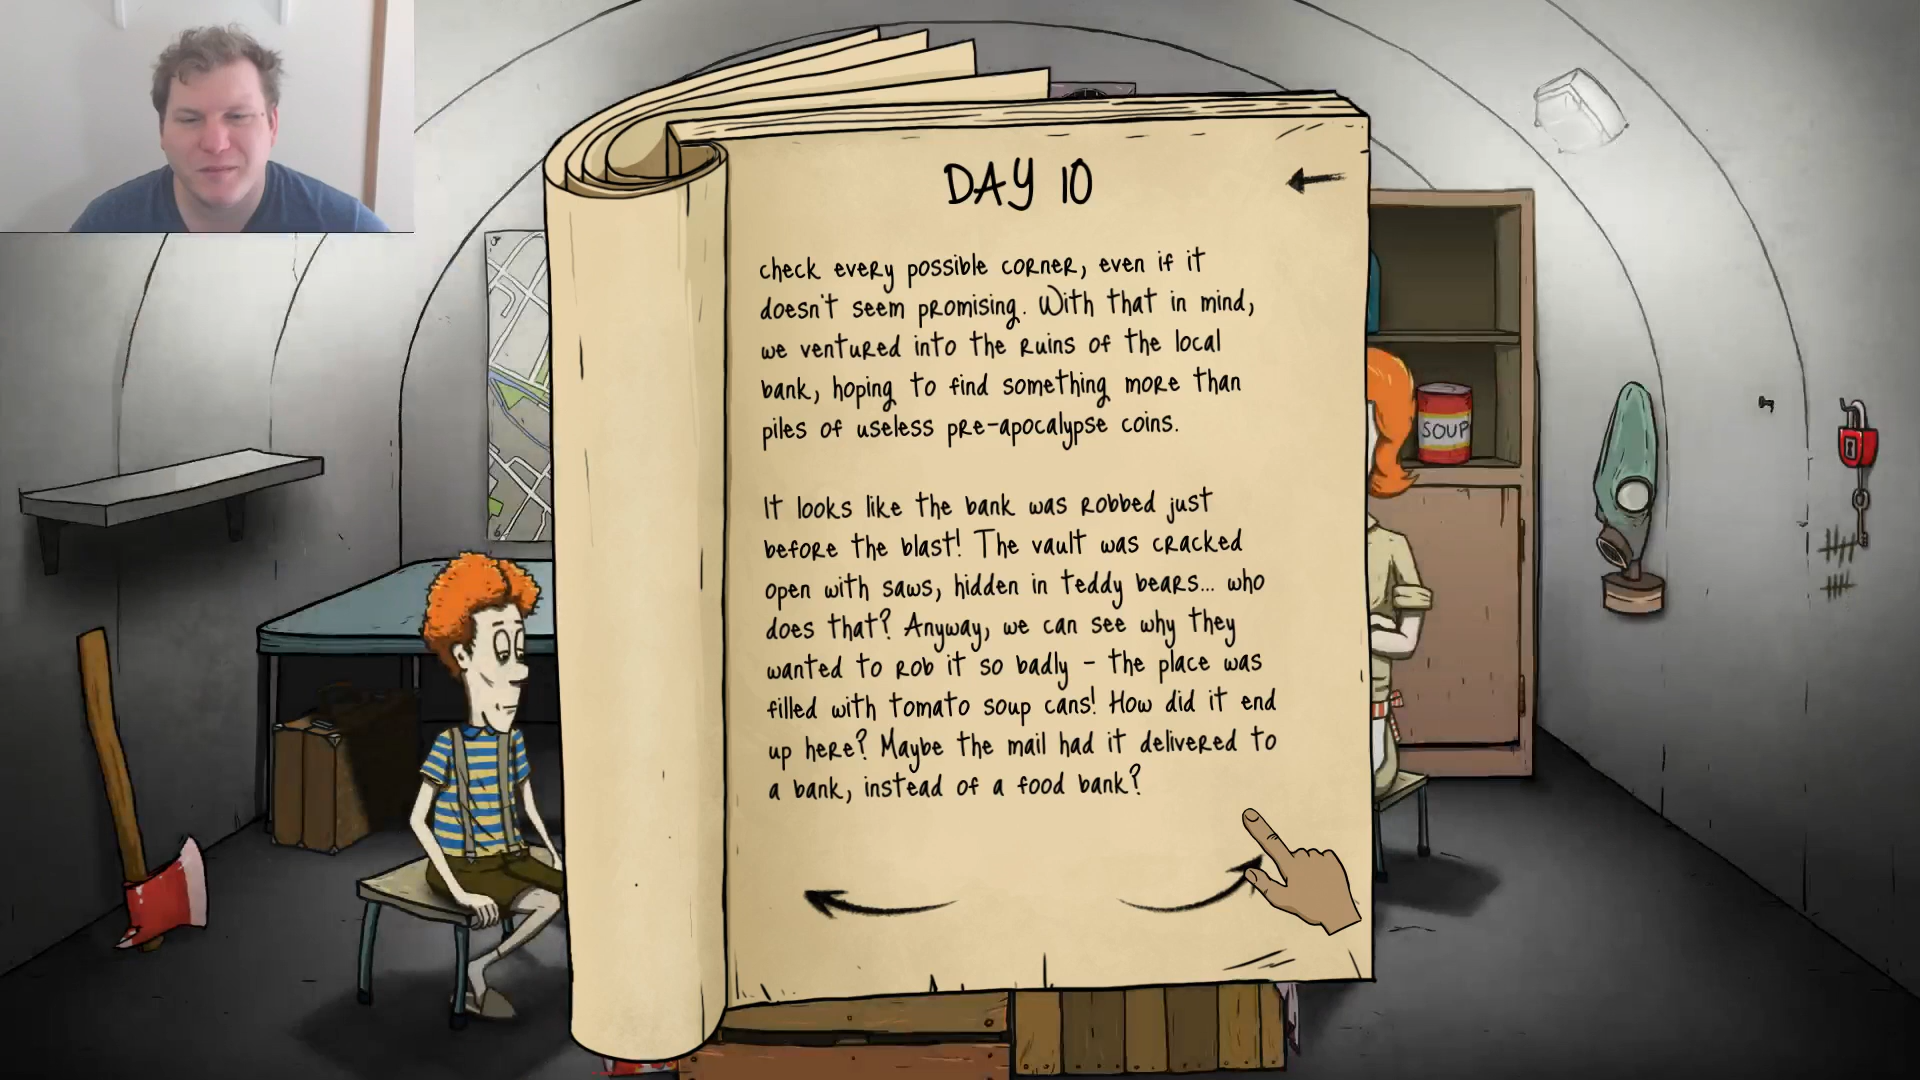 DAY 10
check every possible corner, even if it
doesn't seem promising. With that in mind,
we ventured into the ruins of the local
bank, hoping to find something more than
piles of useless pre-apocalypse coins.
It looks like the bank was robbed just
before the blast! The vault was cracked
open with saws, hidden in teddy bears... who
does that? Anyway, we can see why they
wanted to rob it so badly - the place was
filled with tomato soup cans! How did it end
up here? Maybe the mail had it delivered to
a bank, instead of a food bank?
SOUP